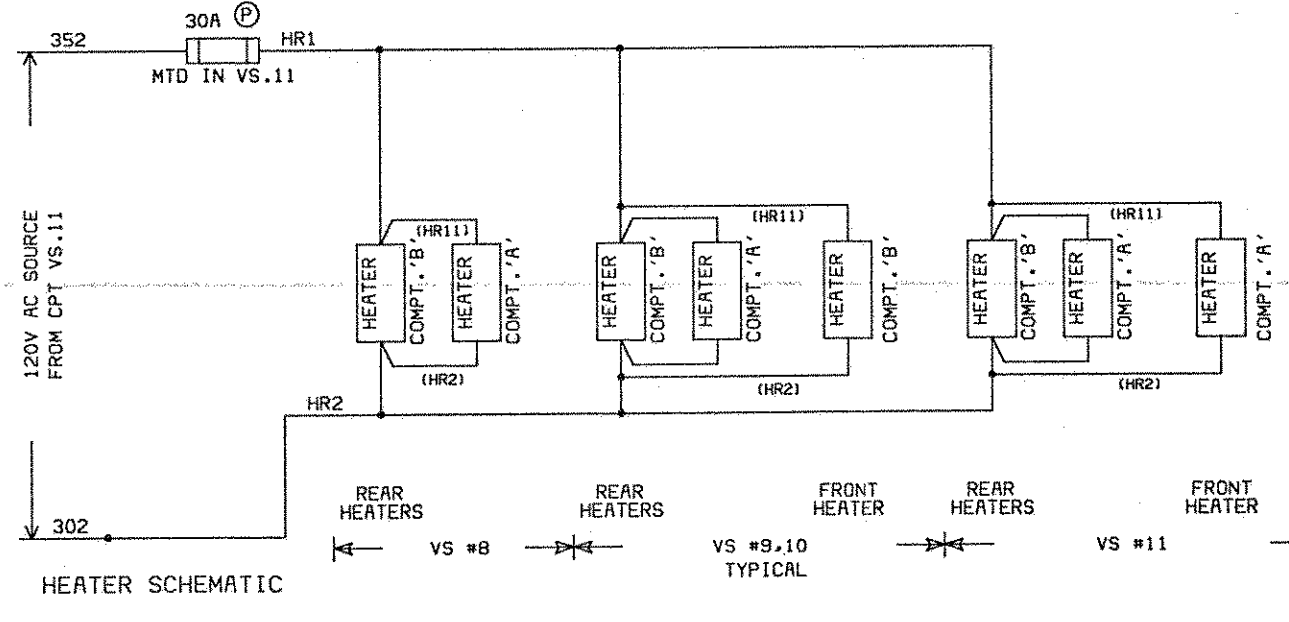 30A P
352
HR1
MTD IN VS.11
120V AC SOURCE
FROM CPT VS.11
(HR11)
HEATER
COMPT.'B'
HEATER
COMPT.'A'
(HR2)
(HR11)
HEATER
COMPT.'B'
HEATER
COMPT.'A'
HEATER
COMPT.'B'
(HR2)
(HR11)
HEATER
COMPT.'B'
HEATER
COMPT.'A'
HEATER
COMPT.'A'
(HR2)
HR2
REAR
HEATERS
REAR
HEATERS
FRONT
HEATER
REAR
HEATERS
FRONT
HEATER
302
VS #8
VS #9,10
TYPICAL
VS #11
HEATER SCHEMATIC